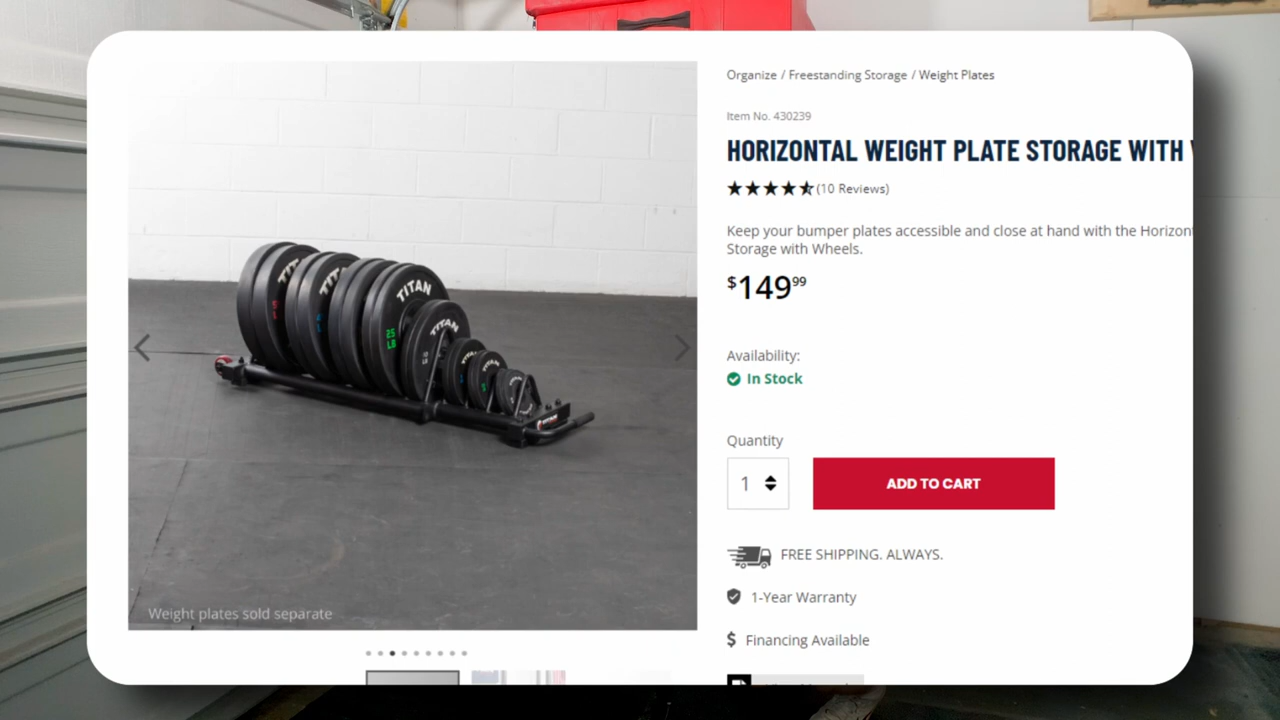 Organize / Freestanding Storage / Weight Plates
Item No. 430239
HORIZONTAL WEIGHT PLATE STORAGE WITH
★★★★⯪ (10 Reviews)
Keep your bumper plates accessible and close at hand with the Horizon
Storage with Wheels.
$14999
Availability:
In Stock
Quantity
1
ADD TO CART
FREE SHIPPING. ALWAYS.
1-Year Warranty
$ Financing Available
TITAN
25
LB
TITAN
10
LB
TITAN
Weight plates sold separate